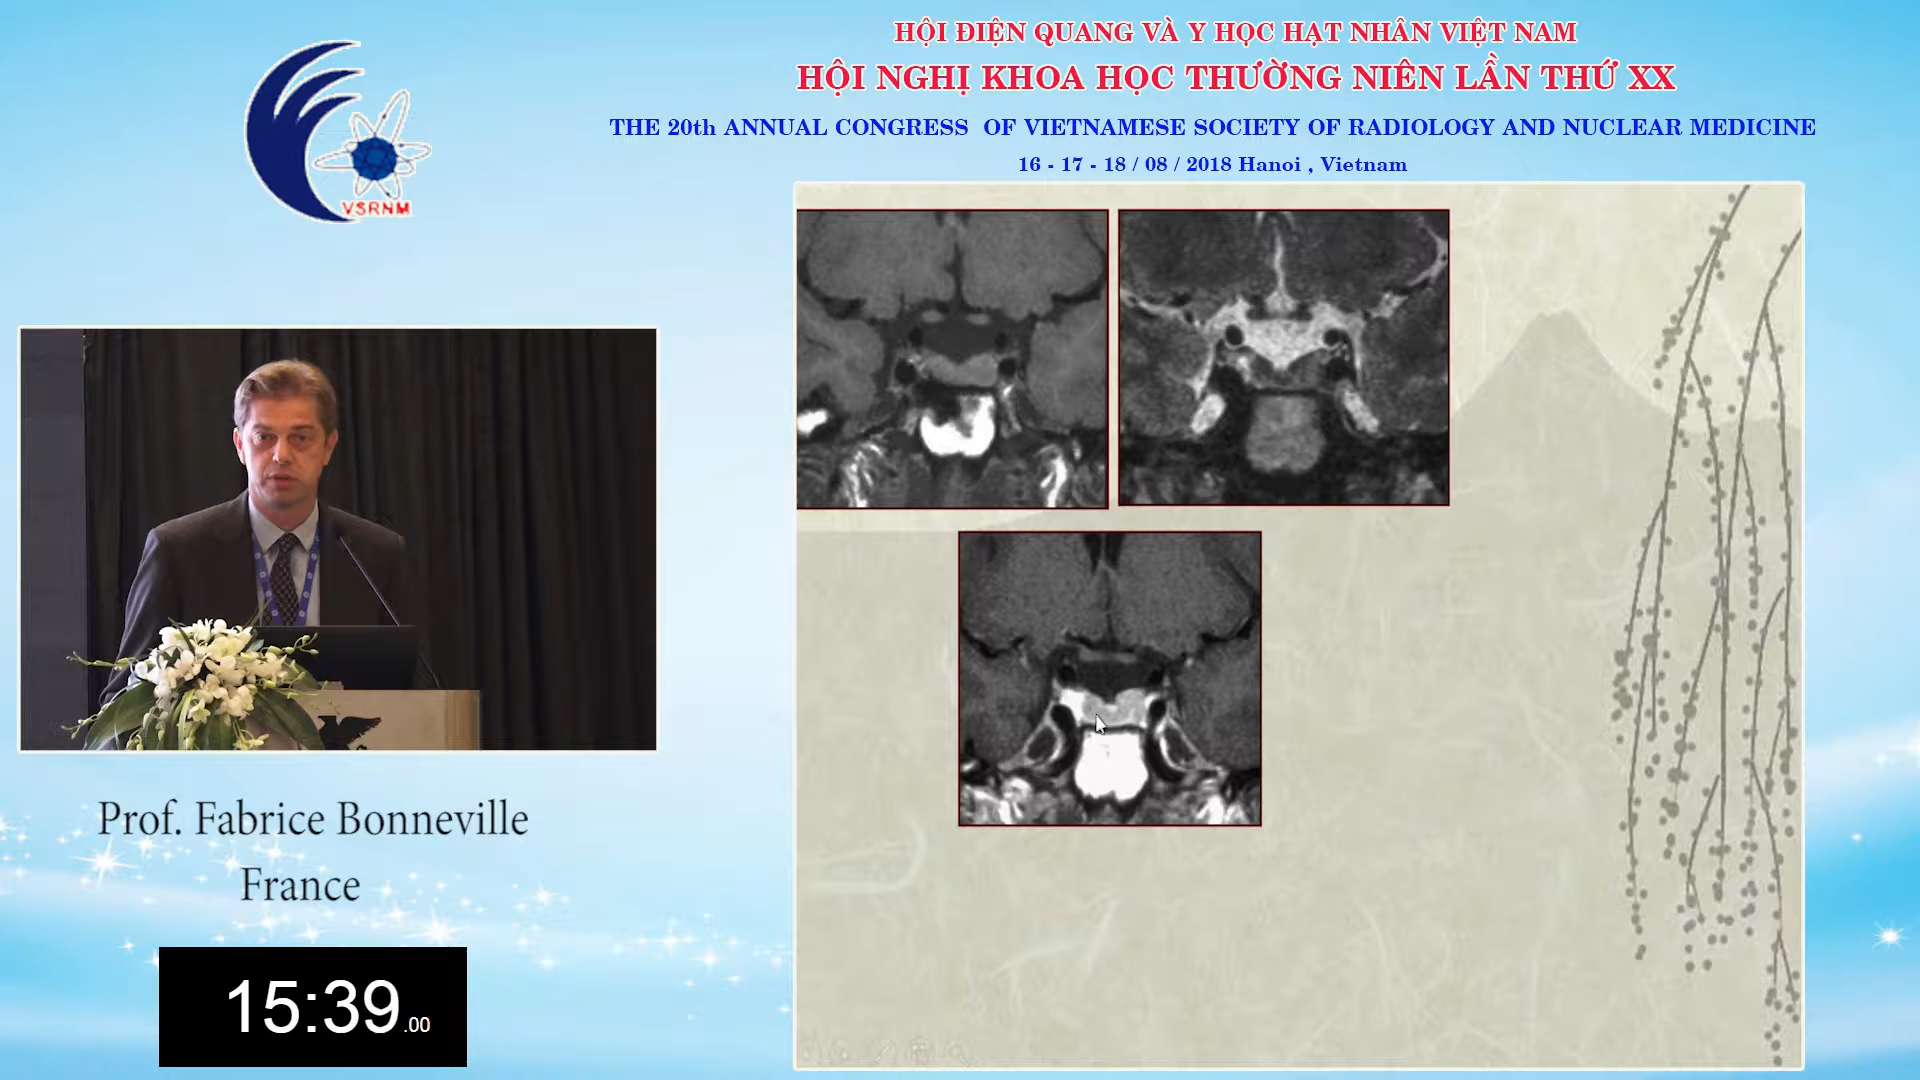 HỘI ĐIỆN QUANG VÀ Y HỌC HẠT NHÂN VIỆT NAM
HỘI NGHỊ KHOA HỌC THƯỜNG NIÊN LẦN THỨ XX
THE 20th ANNUAL CONGRESS OF VIETNAMESE SOCIETY OF RADIOLOGY AND NUCLEAR MEDICINE
16 - 17 - 18 / 08 / 2018 Hanoi , Vietnam
VSRNM
Prof. Fabrice Bonneville
France
15:39.00